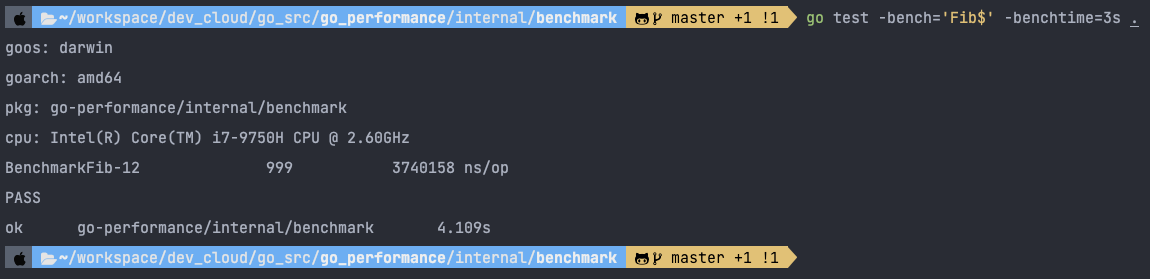 ~/workspace/dev_cloud/go_src/go_performance/internal/benchmark master +1 !1 go test -bench='Fib$' -benchtime=3s .
goos: darwin
goarch: amd64
pkg: go-performance/internal/benchmark
cpu: Intel(R) Core(TM) i7-9750H CPU @ 2.60GHz
BenchmarkFib-12 999 3740158 ns/op
PASS
ok go-performance/internal/benchmark 4.109s
~/workspace/dev_cloud/go_src/go_performance/internal/benchmark master +1 !1